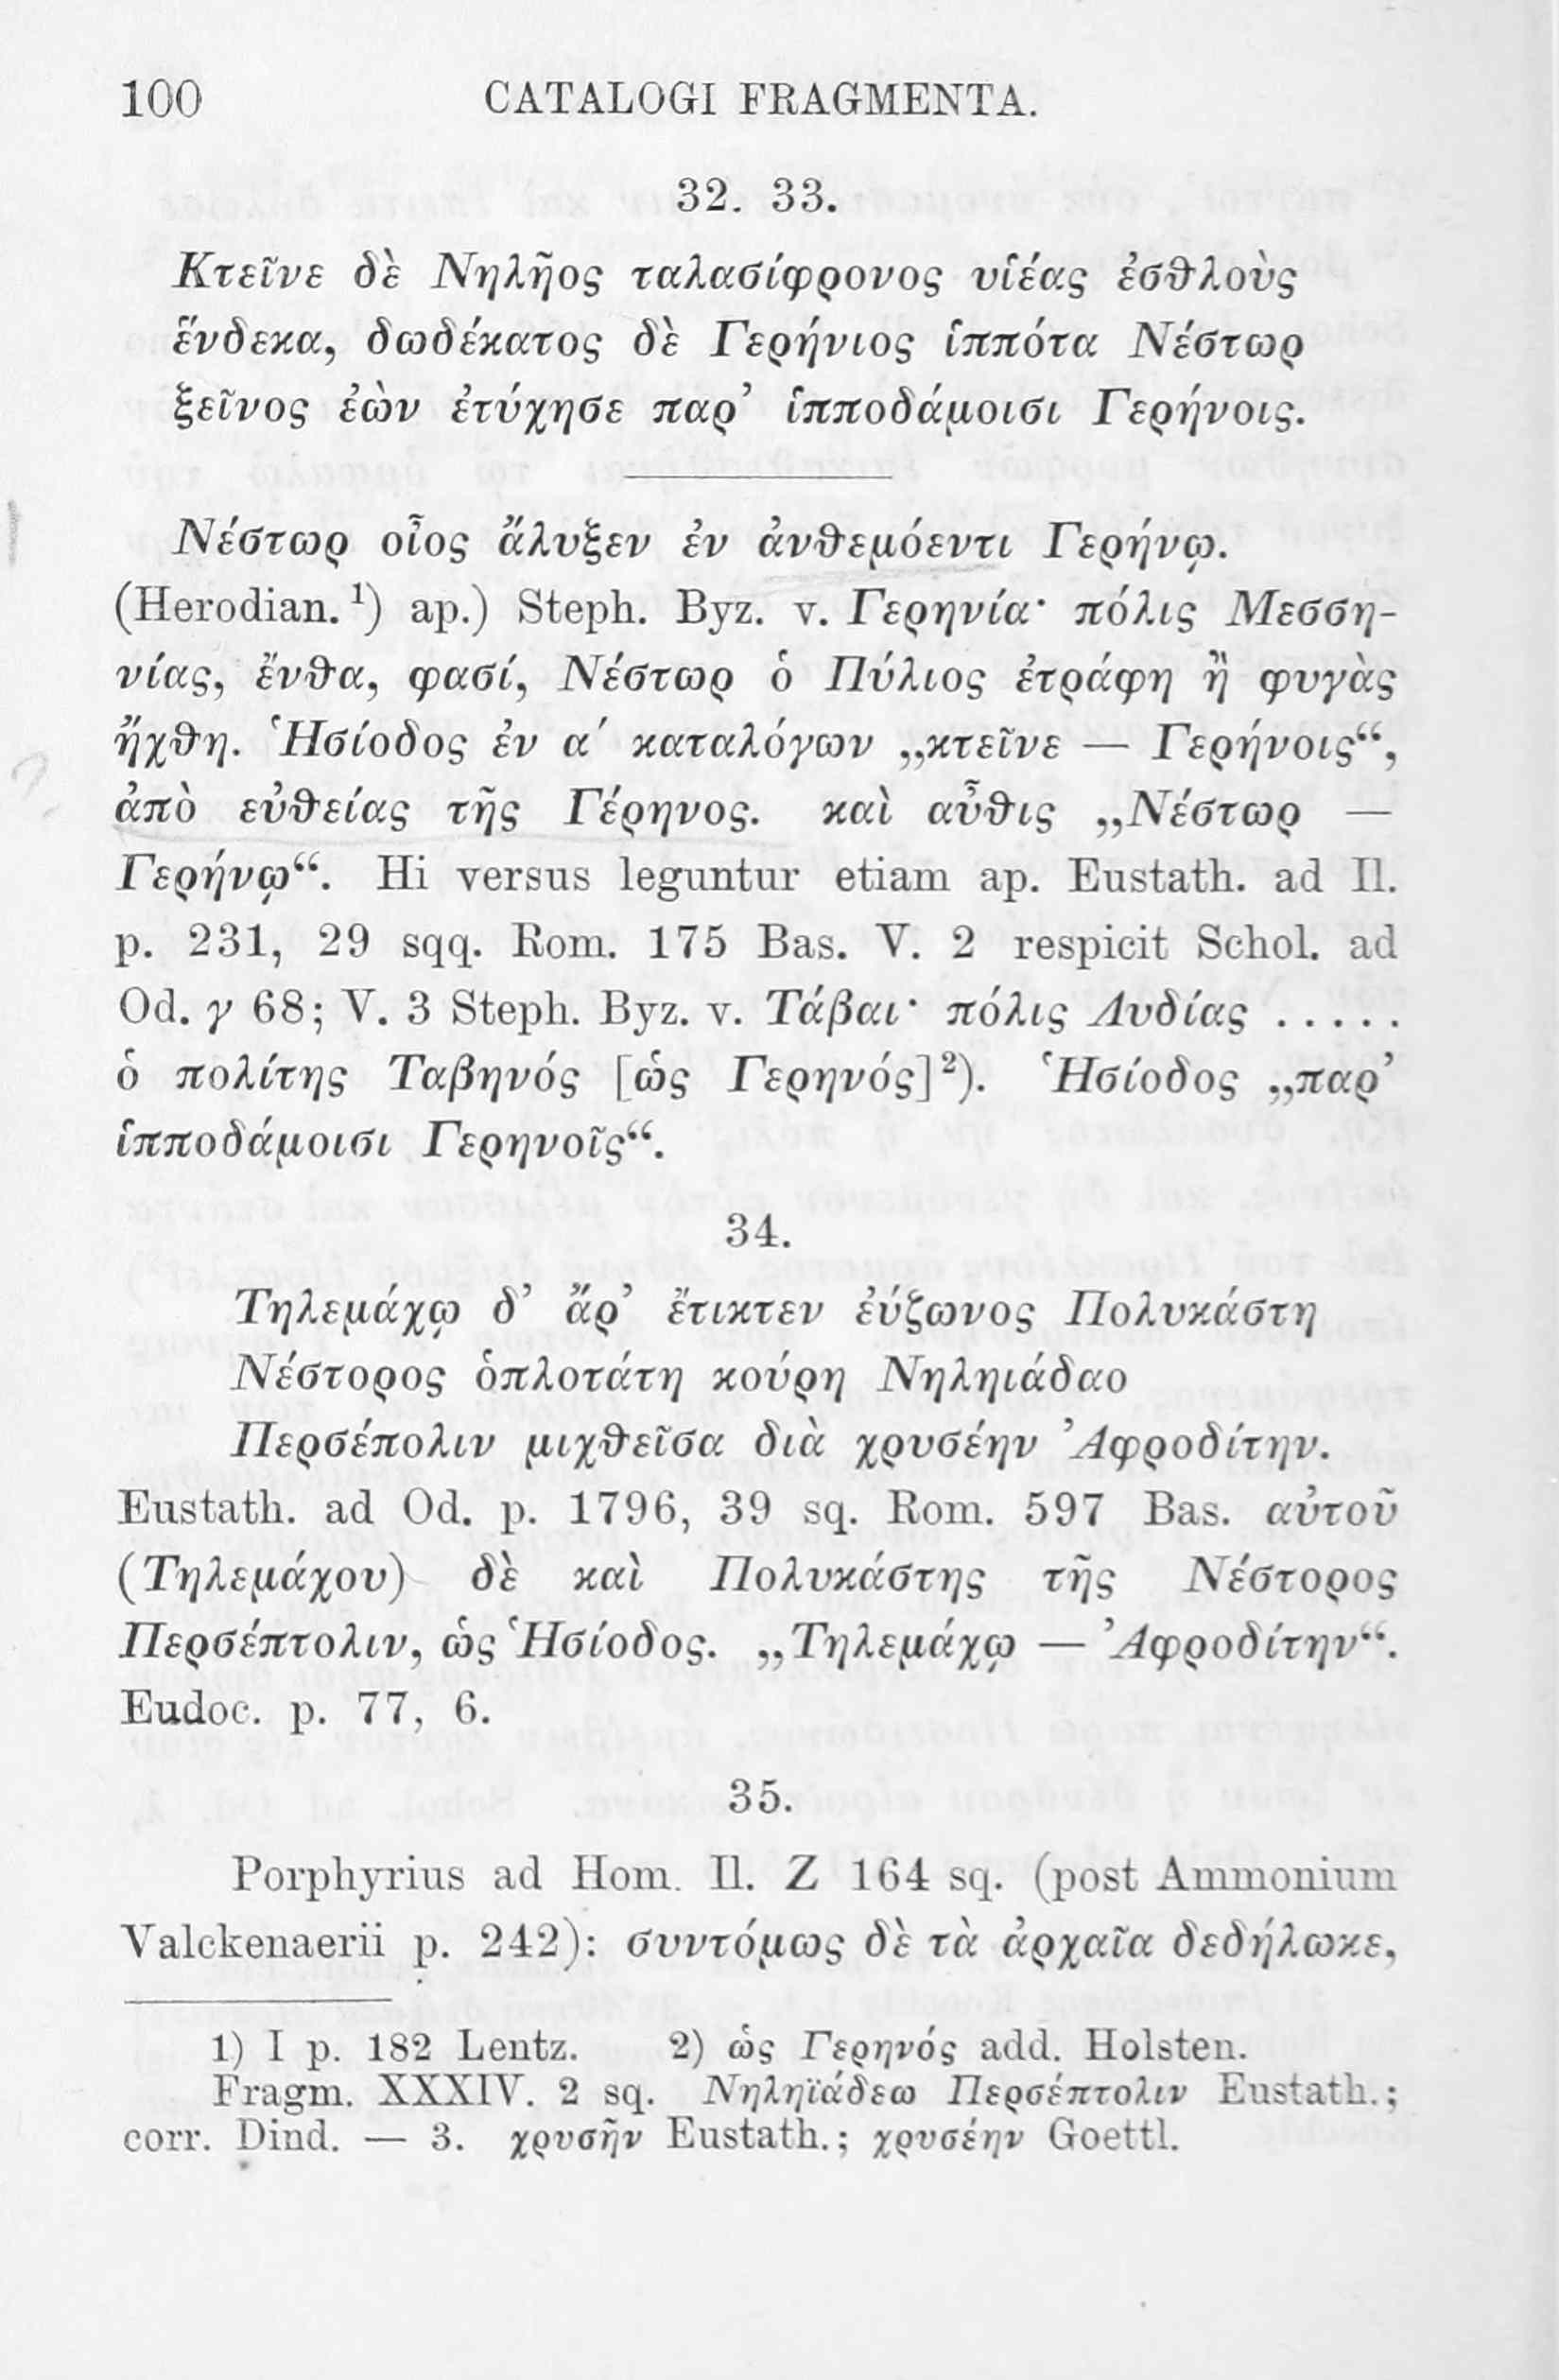 100 CATALOGI FRAGMENTA.
32. 33.
Κτεῖνε δὲ Νηλῆος ταλασίφρονος υἱέας ἐσθλοὺς
ἕνδεκα, δωδέκατος δὲ Γερήνιος ἱππότα Νέστωρ
ξεῖνος ἐὼν ἐτύχησε παρ’ ἱπποδάμοισι Γερήνοις.
Νέστωρ οἶος ἄλυξεν ἐν ἀνθεμόεντι Γερήνῳ.
(Herodian.¹) ap.) Steph. Byz. v. Γερηνία· πόλις Μεσση-
νίας, ἔνθα, φασί, Νέστωρ ὁ Πύλιος ἐτράφη ἢ φυγὰς
ἤχθη. Ἡσίοδος ἐν α΄ καταλόγων „κτεῖνε — Γερήνοις“,
ἀπὸ εὐθείας τῆς Γέρηνος. καὶ αὖθις „Νέστωρ —
Γερήνῳ“. Hi versus leguntur etiam ap. Eustath. ad Il.
p. 231, 29 sqq. Rom. 175 Bas. V. 2 respicit Schol. ad
Od. γ 68; V. 3 Steph. Byz. v. Τάβαι· πόλις Λυδίας .....
ὁ πολίτης Ταβηνός [ὡς Γερηνός]²). Ἡσίοδος „παρ’
ἱπποδάμοισι Γερηνοῖς“.
34.
Τηλεμάχῳ δ’ ἄρ’ ἔτικτεν ἐύζωνος Πολυκάστη
Νέστορος ὁπλοτάτη κούρη Νηληιάδαο
Περσέπολιν μιχθεῖσα διὰ χρυσέην Ἀφροδίτην.
Eustath. ad Od. p. 1796, 39 sq. Rom. 597 Bas. αὐτοῦ
(Τηλεμάχου) δὲ καὶ Πολυκάστης τῆς Νέστορος
Περσέπτολιν, ὡς Ἡσίοδος. „Τηλεμάχῳ — Ἀφροδίτην“.
Eudoc. p. 77, 6.
35.
Porphyrius ad Hom. Il. Z 164 sq. (post Ammonium
Valckenaerii p. 242): συντόμως δὲ τὰ ἀρχαῖα δεδήλωκε,
1) I p. 182 Lentz. 2) ὡς Γερηνός add. Holsten.
Fragm. XXXIV. 2 sq. Νηληϊάδεω Περσέπτολιν Eustath.;
corr. Dind. — 3. χρυσῆν Eustath.; χρυσέην Goettl.